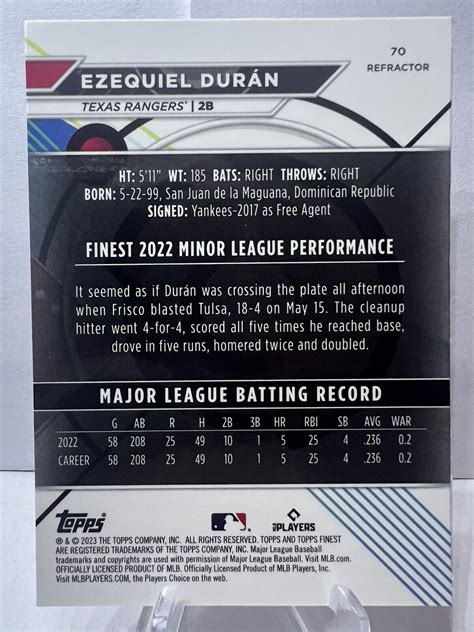 70
REFRACTOR
EZEQUIEL DURÁN
TEXAS RANGERS® | 2B
HT: 5'11" WT: 185 BATS: RIGHT THROWS: RIGHT
BORN: 5-22-99, San Juan de la Maguana, Dominican Republic
SIGNED: Yankees-2017 as Free Agent
FINEST 2022 MINOR LEAGUE PERFORMANCE
It seemed as if Durán was crossing the plate all afternoon
when Frisco blasted Tulsa, 18-4 on May 15. The cleanup
hitter went 4-for-4, scored all five times he reached base,
drove in five runs, homered twice and doubled.
MAJOR LEAGUE BATTING RECORD
G AB R H 2B 3B HR RBI SB AVG WAR
2022 58 208 25 49 10 1 5 25 4 .236 0.2
CAREER 58 208 25 49 10 1 5 25 4 .236 0.2
topps
MLB PLAYERS
® & © 2023 THE TOPPS COMPANY, INC. ALL RIGHTS RESERVED. TOPPS AND TOPPS FINEST
ARE REGISTERED TRADEMARKS OF THE TOPPS COMPANY, INC. Major League Baseball
trademarks and copyrights are used with permission of Major League Baseball. Visit MLB.com.
OFFICIALLY LICENSED PRODUCT OF MLB Players, Inc.
Visit MLBPLAYERS.COM, the Players Choice on the web.